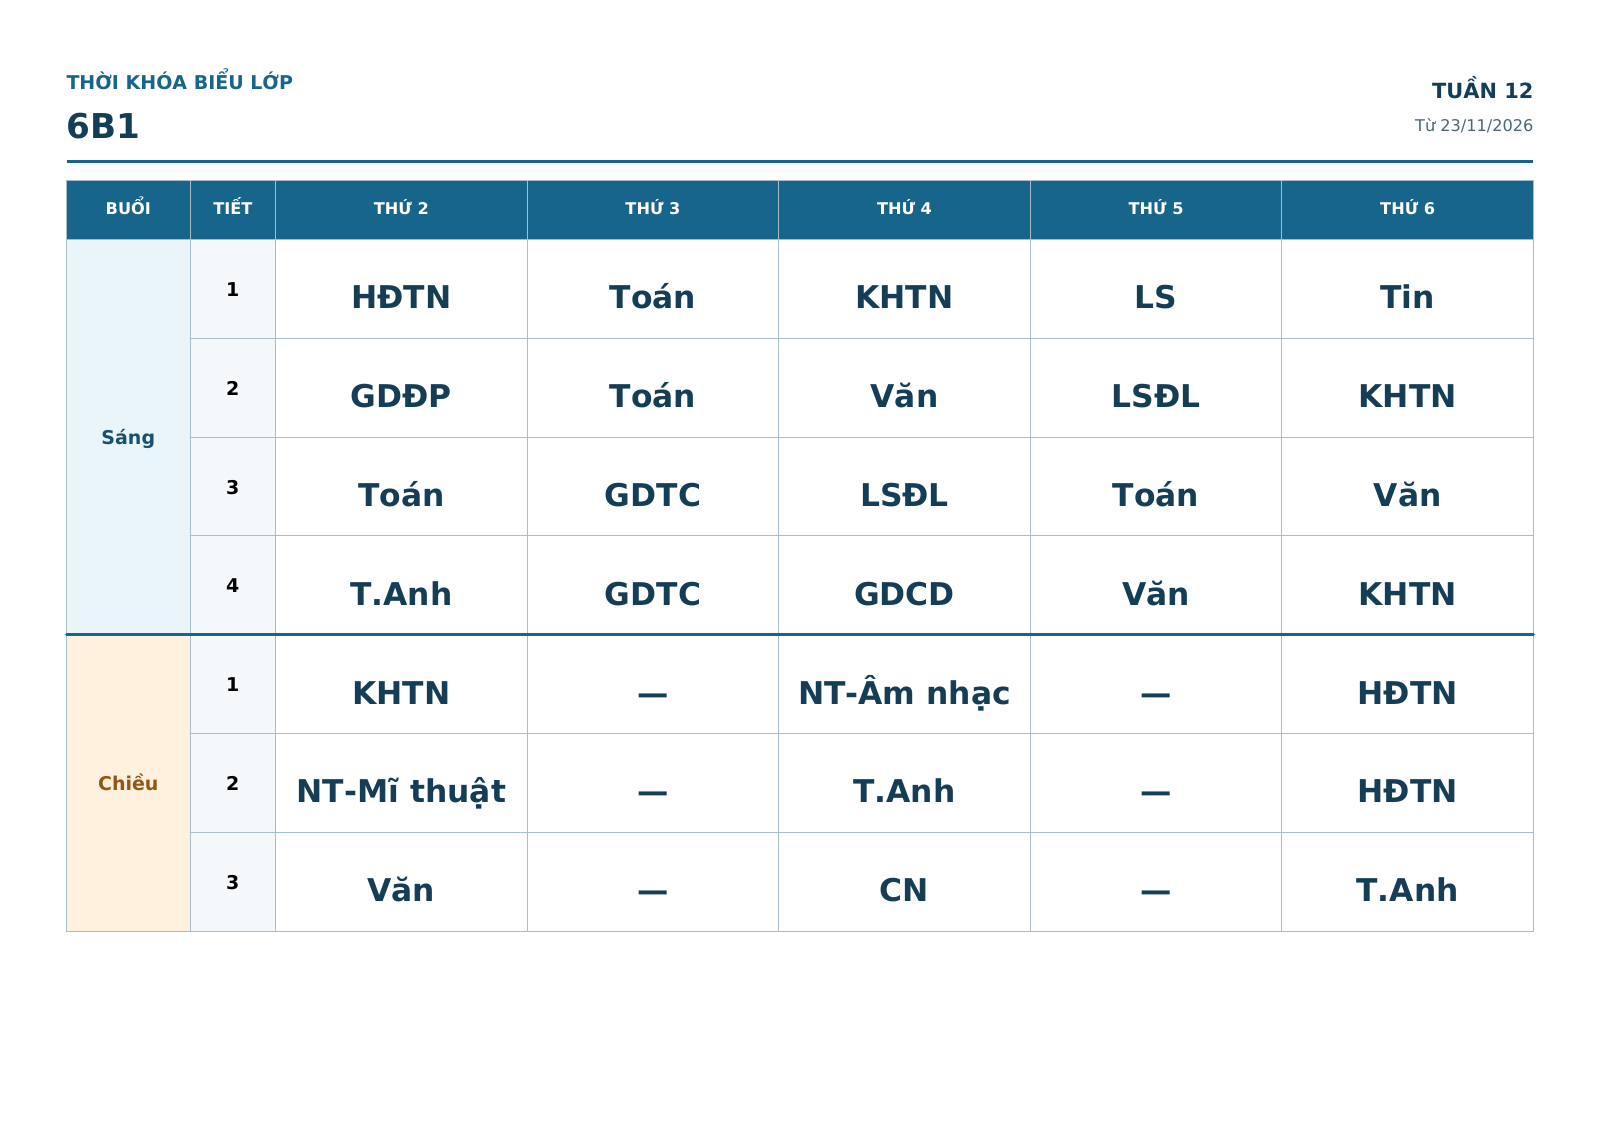 THỜI KHÓA BIỂU LỚP
6B1
TUẦN 12
Từ 23/11/2026
BUỔI TIẾT THỨ 2 THỨ 3 THỨ 4 THỨ 5 THỨ 6
Sáng
1 HĐTN Toán KHTN LS Tin
2 GDĐP Toán Văn LSĐL KHTN
3 Toán GDTC LSĐL Toán Văn
4 T.Anh GDTC GDCD Văn KHTN
Chiều
1 KHTN — NT-Âm nhạc — HĐTN
2 NT-Mĩ thuật — T.Anh — HĐTN
3 Văn — CN — T.Anh